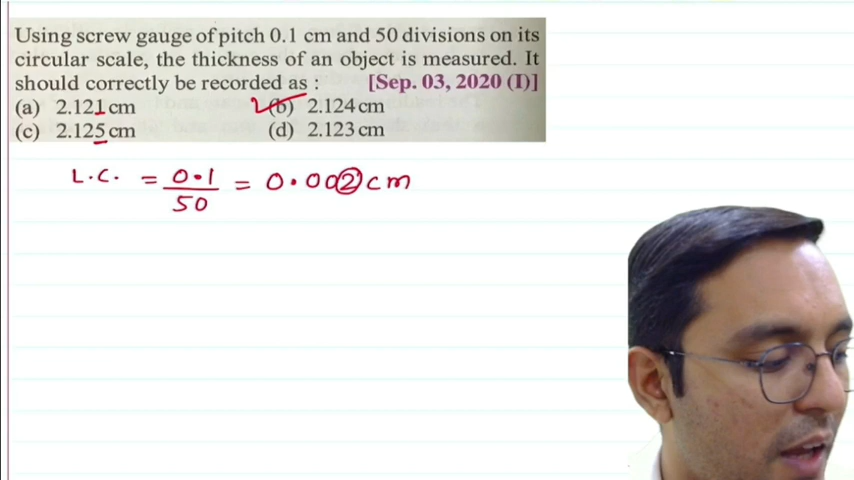 Using screw gauge of pitch 0.1 cm and 50 divisions on its
circular scale, the thickness of an object is measured. It
should correctly be recorded as : [Sep. 03, 2020 (I)]
(a) 2.121 cm (b) 2.124 cm
(c) 2.125 cm (d) 2.123 cm
L.C. = 0.1/50 = 0.002 cm